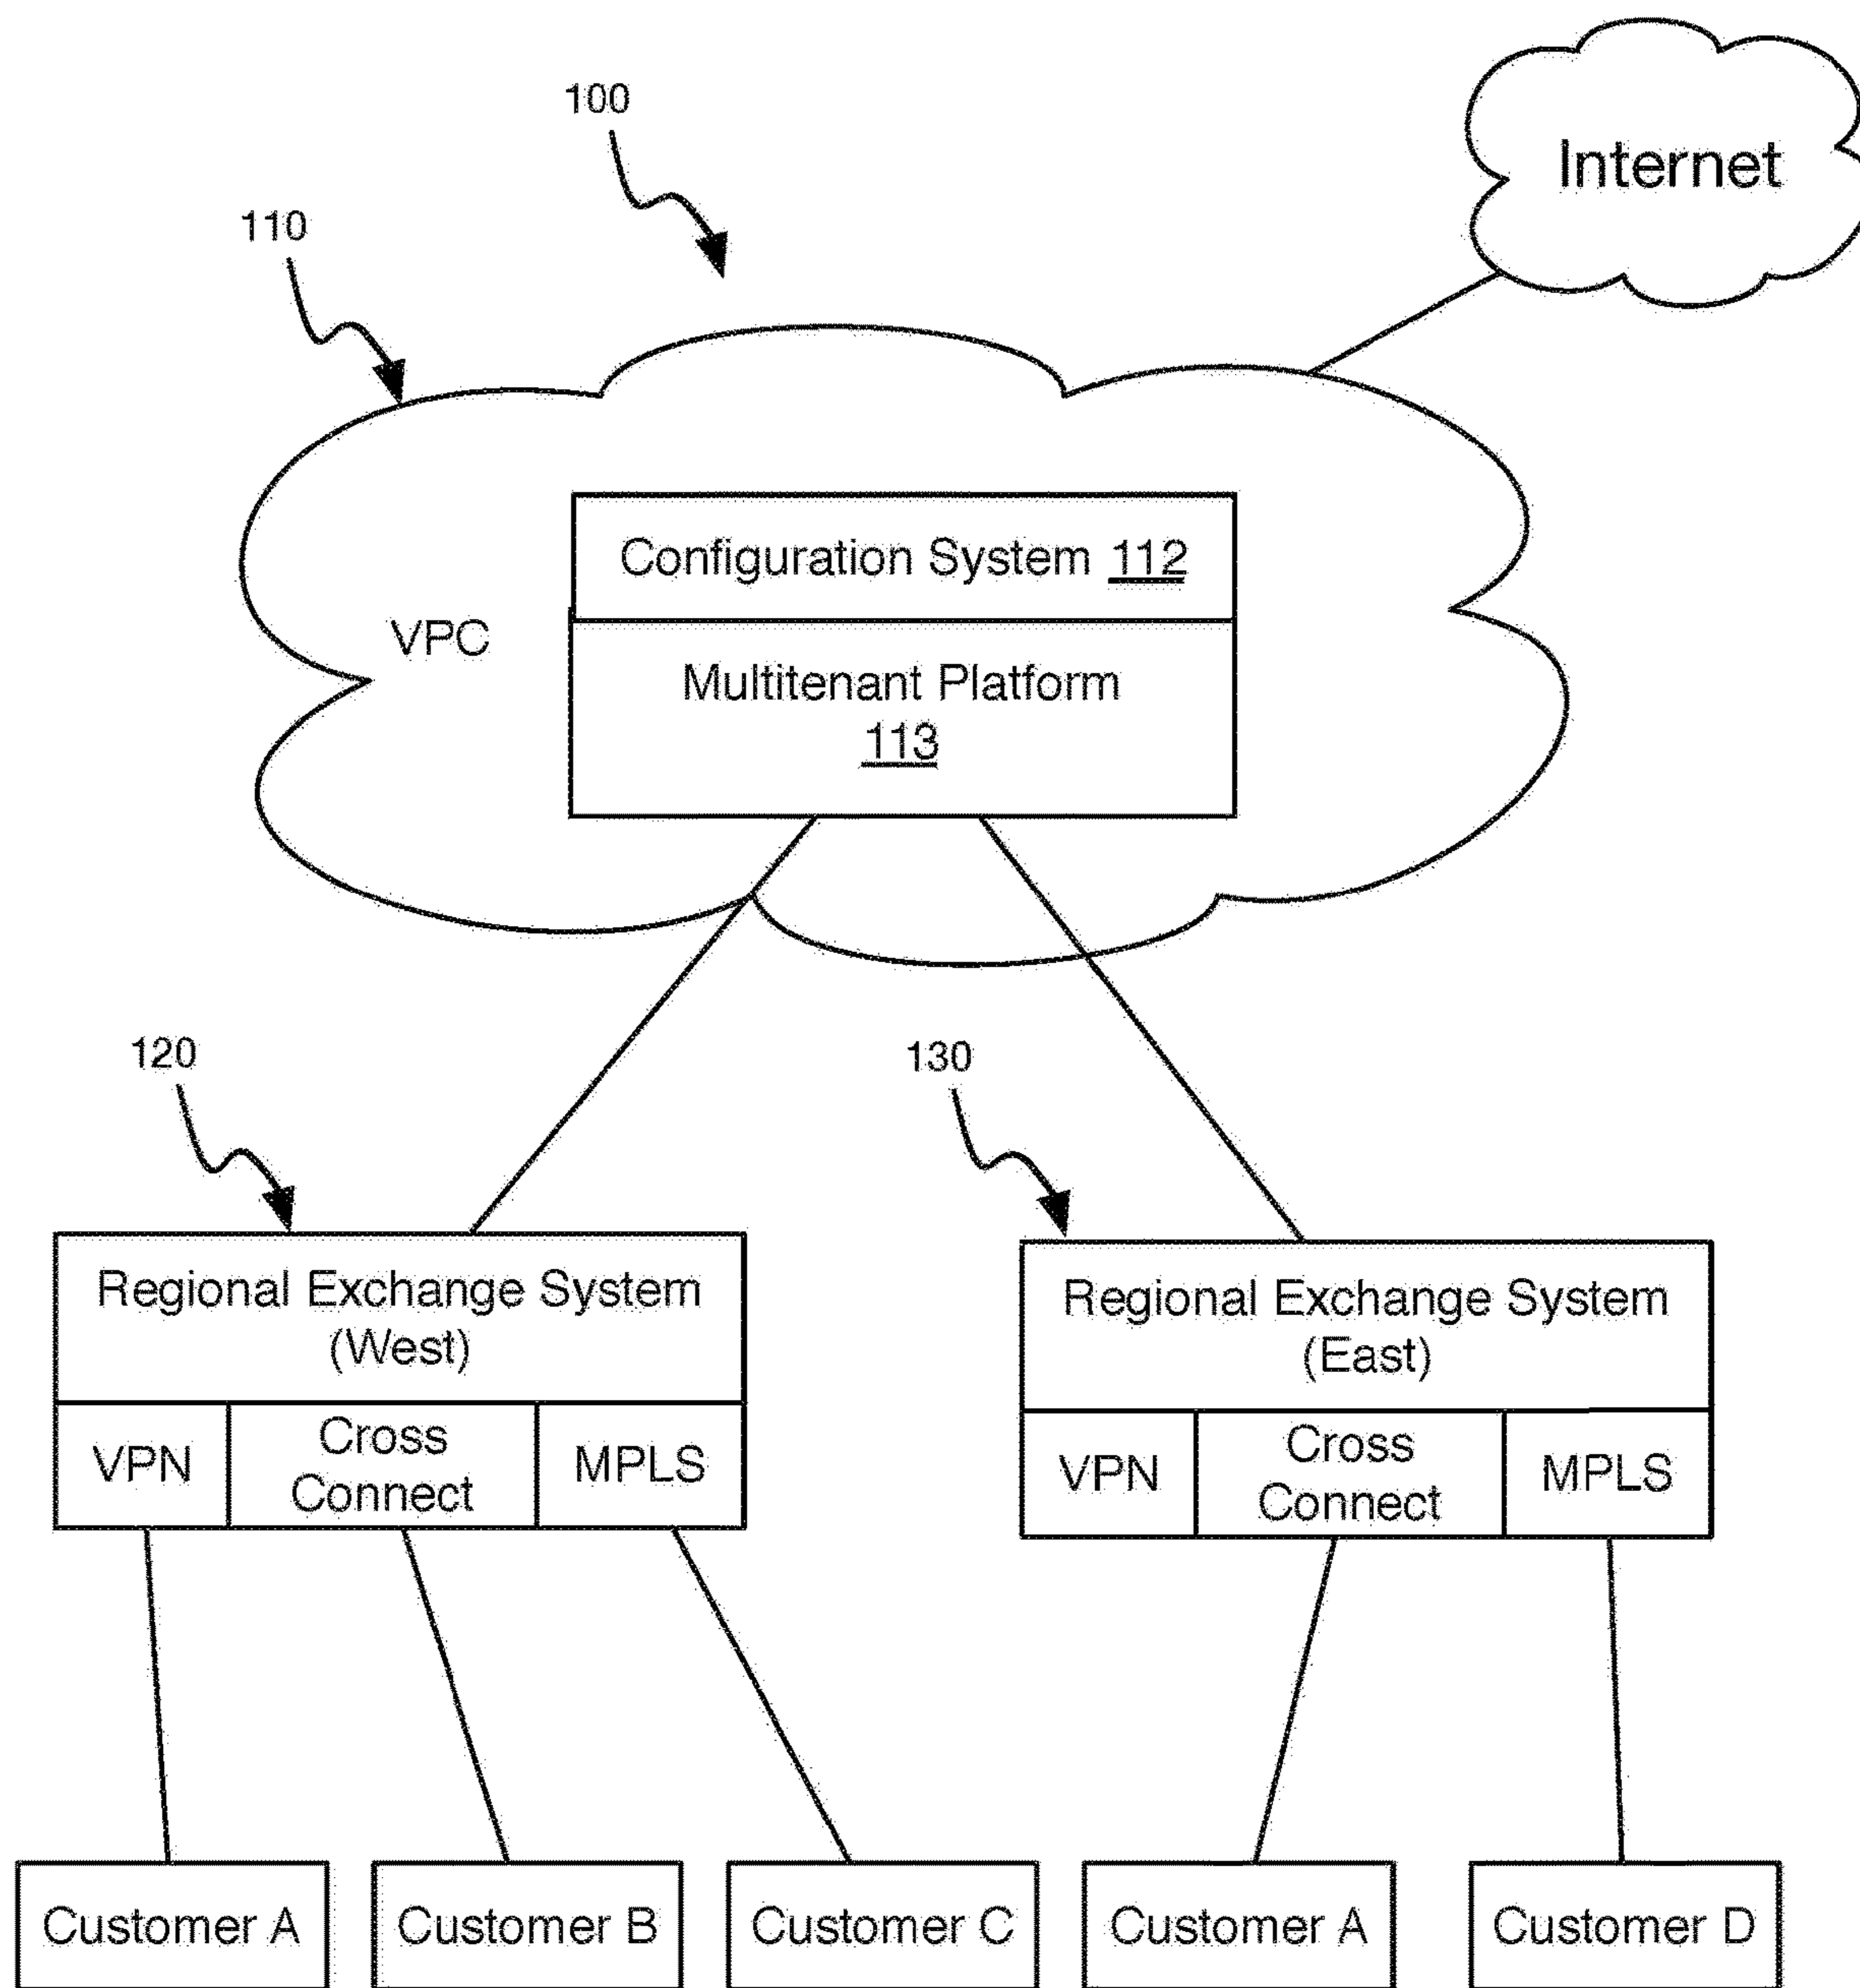 100
Internet
110
Configuration System 112
VPC
Multitenant Platform
113
120
130
Regional Exchange System
(West)
VPN
Cross
Connect
MPLS
Regional Exchange System
(East)
VPN
Cross
Connect
MPLS
Customer A
Customer B
Customer C
Customer A
Customer D